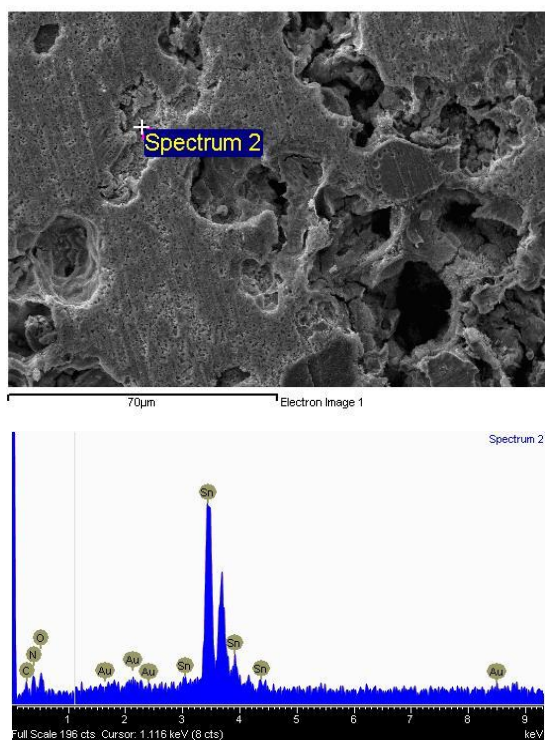 Spectrum 2
70µm Electron Image 1
Spectrum 2
Sn
O
N
C
Au
Au
Au
Sn
Sn
Sn
Au
1 2 3 4 5 6 7 8 9
Full Scale 196 cts Cursor: 1.116 keV (8 cts) keV